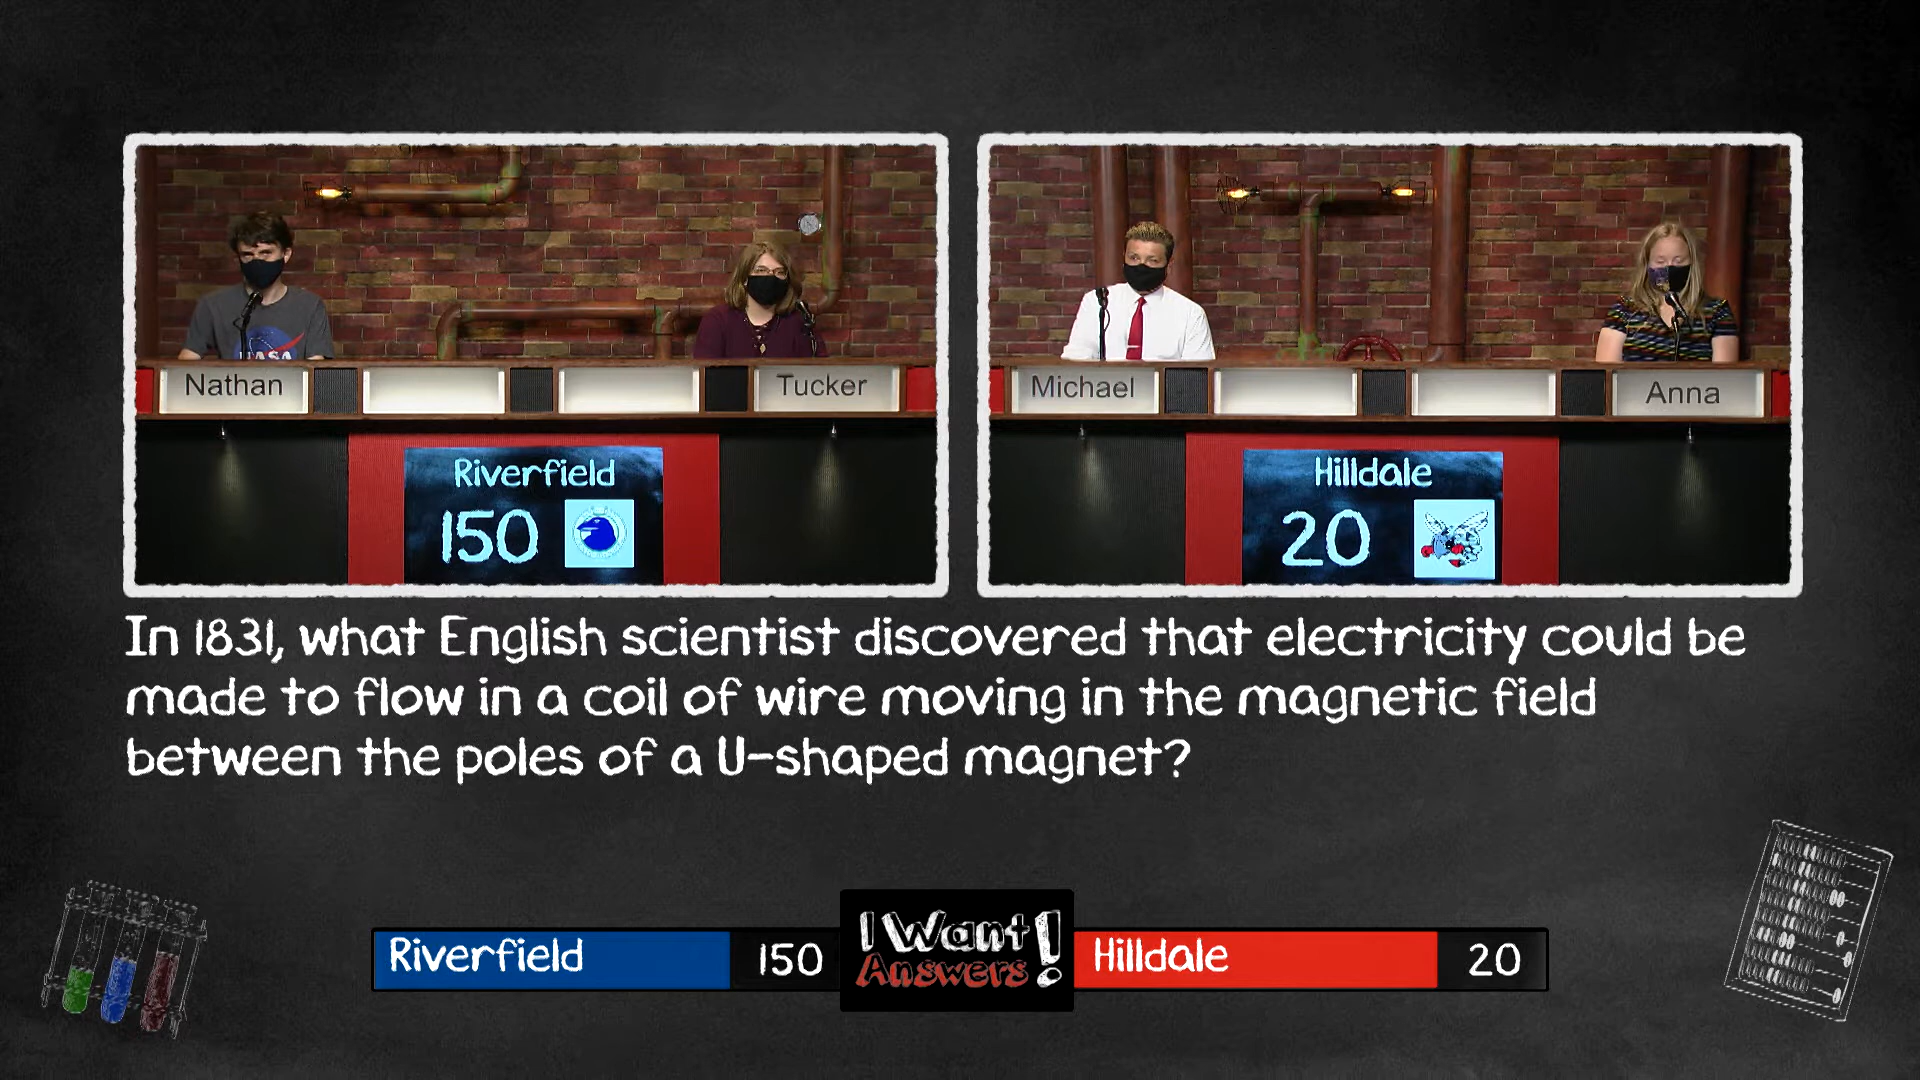 NASA
Nathan
Tucker
Riverfield
150
Michael
Anna
Hilldale
20
In 1831, what English scientist discovered that electricity could be
made to flow in a coil of wire moving in the magnetic field
between the poles of a U-shaped magnet?
Riverfield 150
I Want
Answers!
Hilldale 20